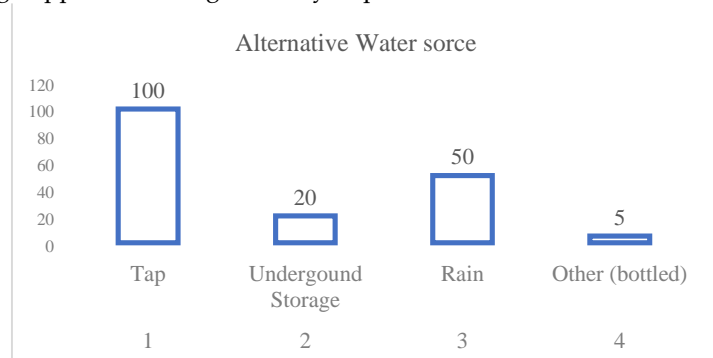 Alternative Water sorce
120
100
80
60
40
20
0
100
20
50
5
Tap
Undergound
Storage
Rain
Other (bottled)
1
2
3
4